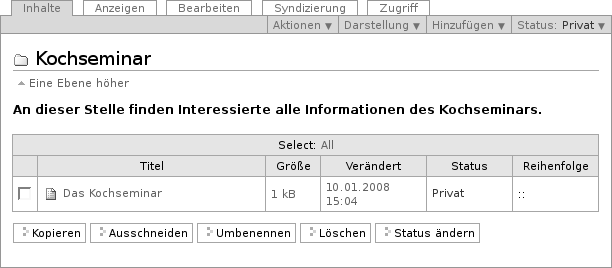 Inhalte Anzeigen Bearbeiten Syndizierung Zugriff
Aktionen Darstellung Hinzufügen Status: Privat
Kochseminar
Eine Ebene höher
An dieser Stelle finden Interessierte alle Informationen des Kochseminars.
Select: All
Titel Größe Verändert Status Reihenfolge
Das Kochseminar 1 kB 10.01.2008 15:04 Privat ::
Kopieren Ausschneiden Umbenennen Löschen Status ändern